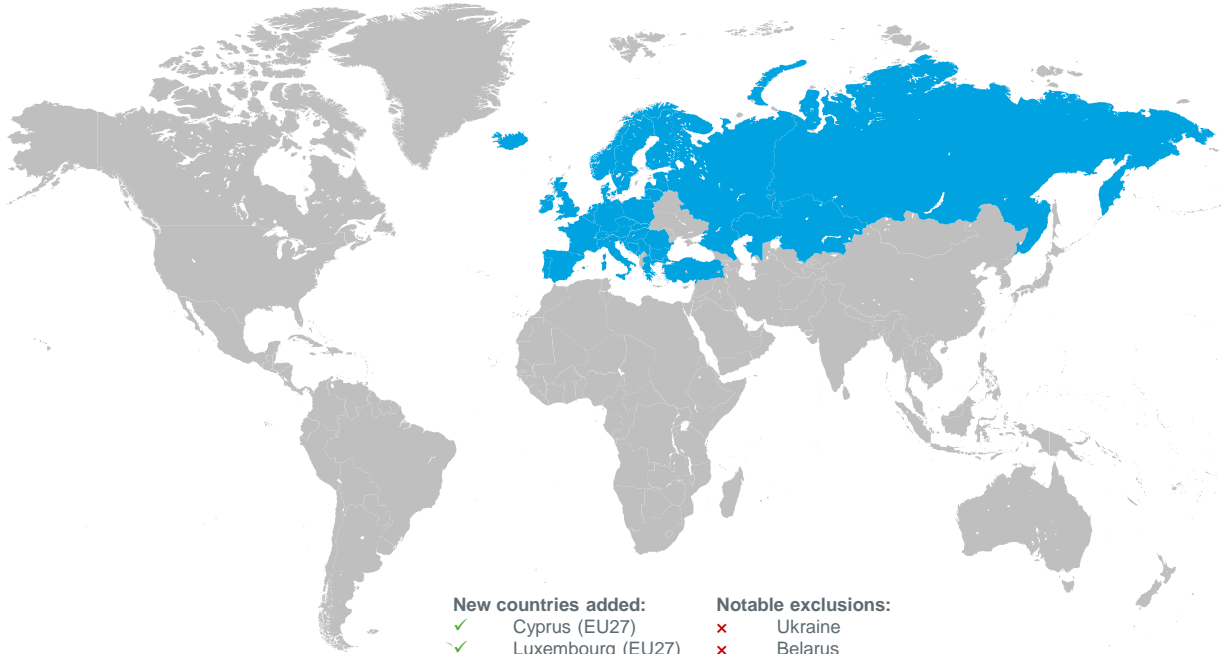 New countries added:
✓ Cyprus (EU27)
✓ Luxembourg (EU27)
Notable exclusions:
× Ukraine
× Belarus